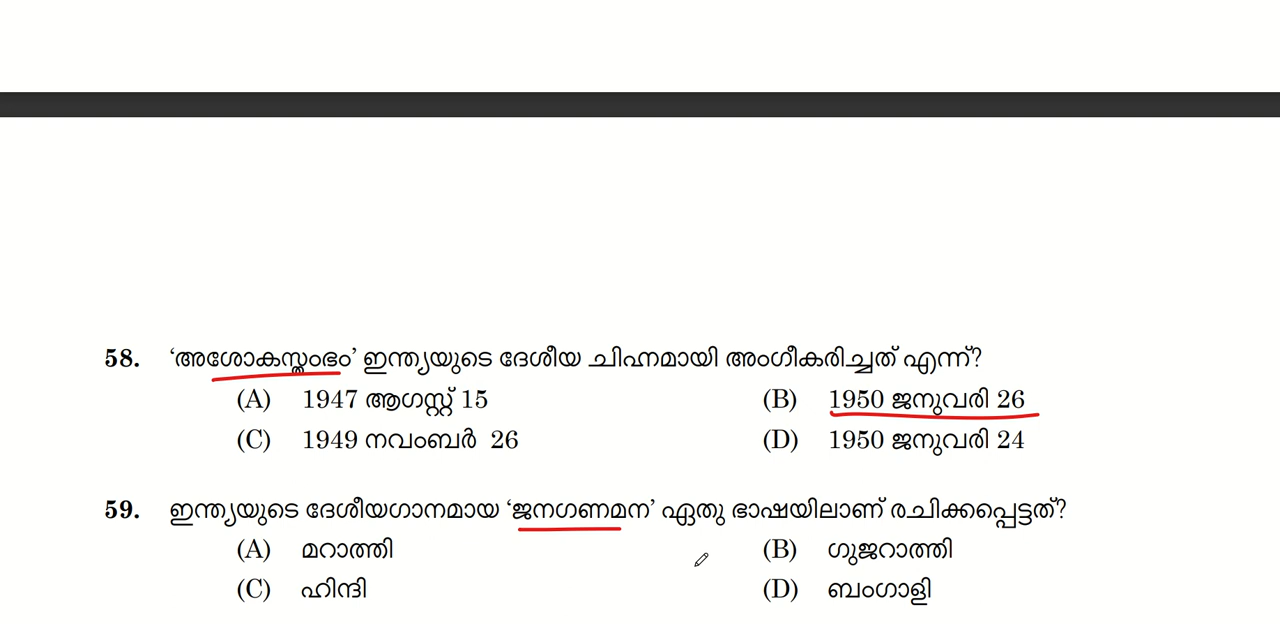 58. ‘അശോകസ്തംഭം’ ഇന്ത്യയുടെ ദേശീയ ചിഹ്നമായി അംഗീകരിച്ചത് എന്ന്?
(A) 1947 ആഗസ്റ്റ് 15 (B) 1950 ജനുവരി 26
(C) 1949 നവംബർ 26 (D) 1950 ജനുവരി 24
59. ഇന്ത്യയുടെ ദേശീയഗാനമായ ‘ജനഗണമന’ ഏതു ഭാഷയിലാണ് രചിക്കപ്പെട്ടത്?
(A) മറാത്തി (B) ഗുജറാത്തി
(C) ഹിന്ദി (D) ബംഗാളി